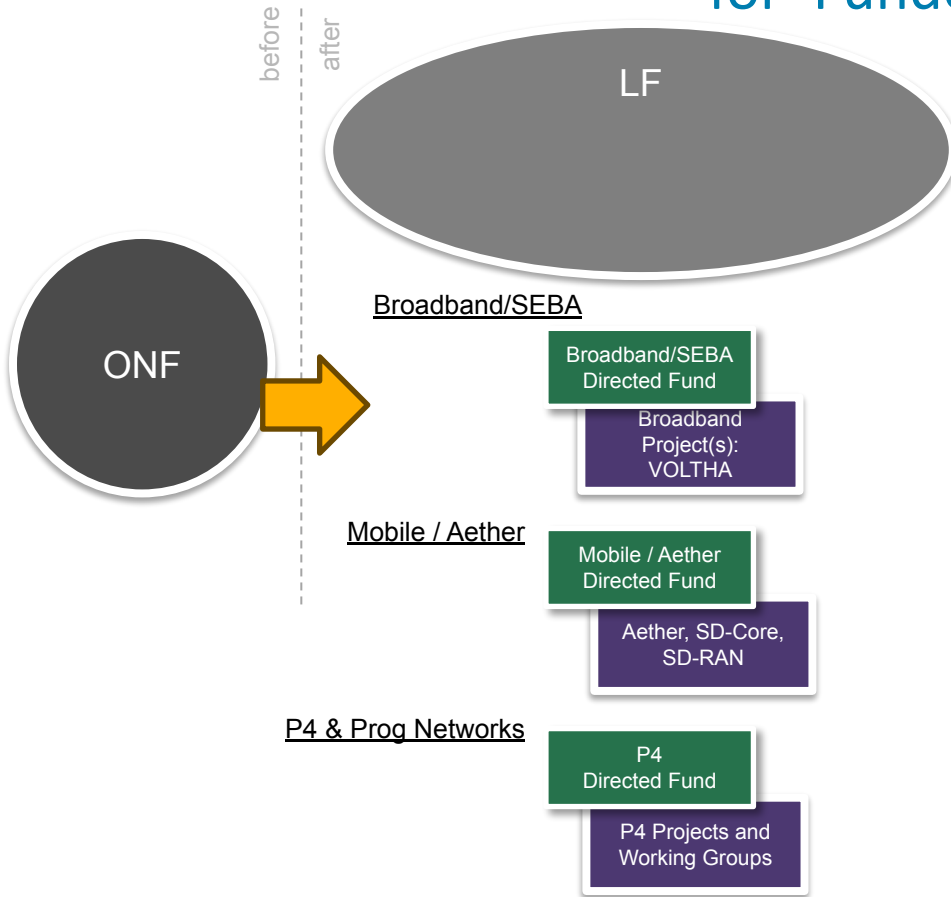 before
after
LF
ONF
Broadband/SEBA
Broadband/SEBA
Directed Fund
Broadband
Project(s):
VOLTHA
Mobile / Aether
Mobile / Aether
Directed Fund
Aether, SD-Core,
SD-RAN
P4 & Prog Networks
P4
Directed Fund
P4 Projects and
Working Groups